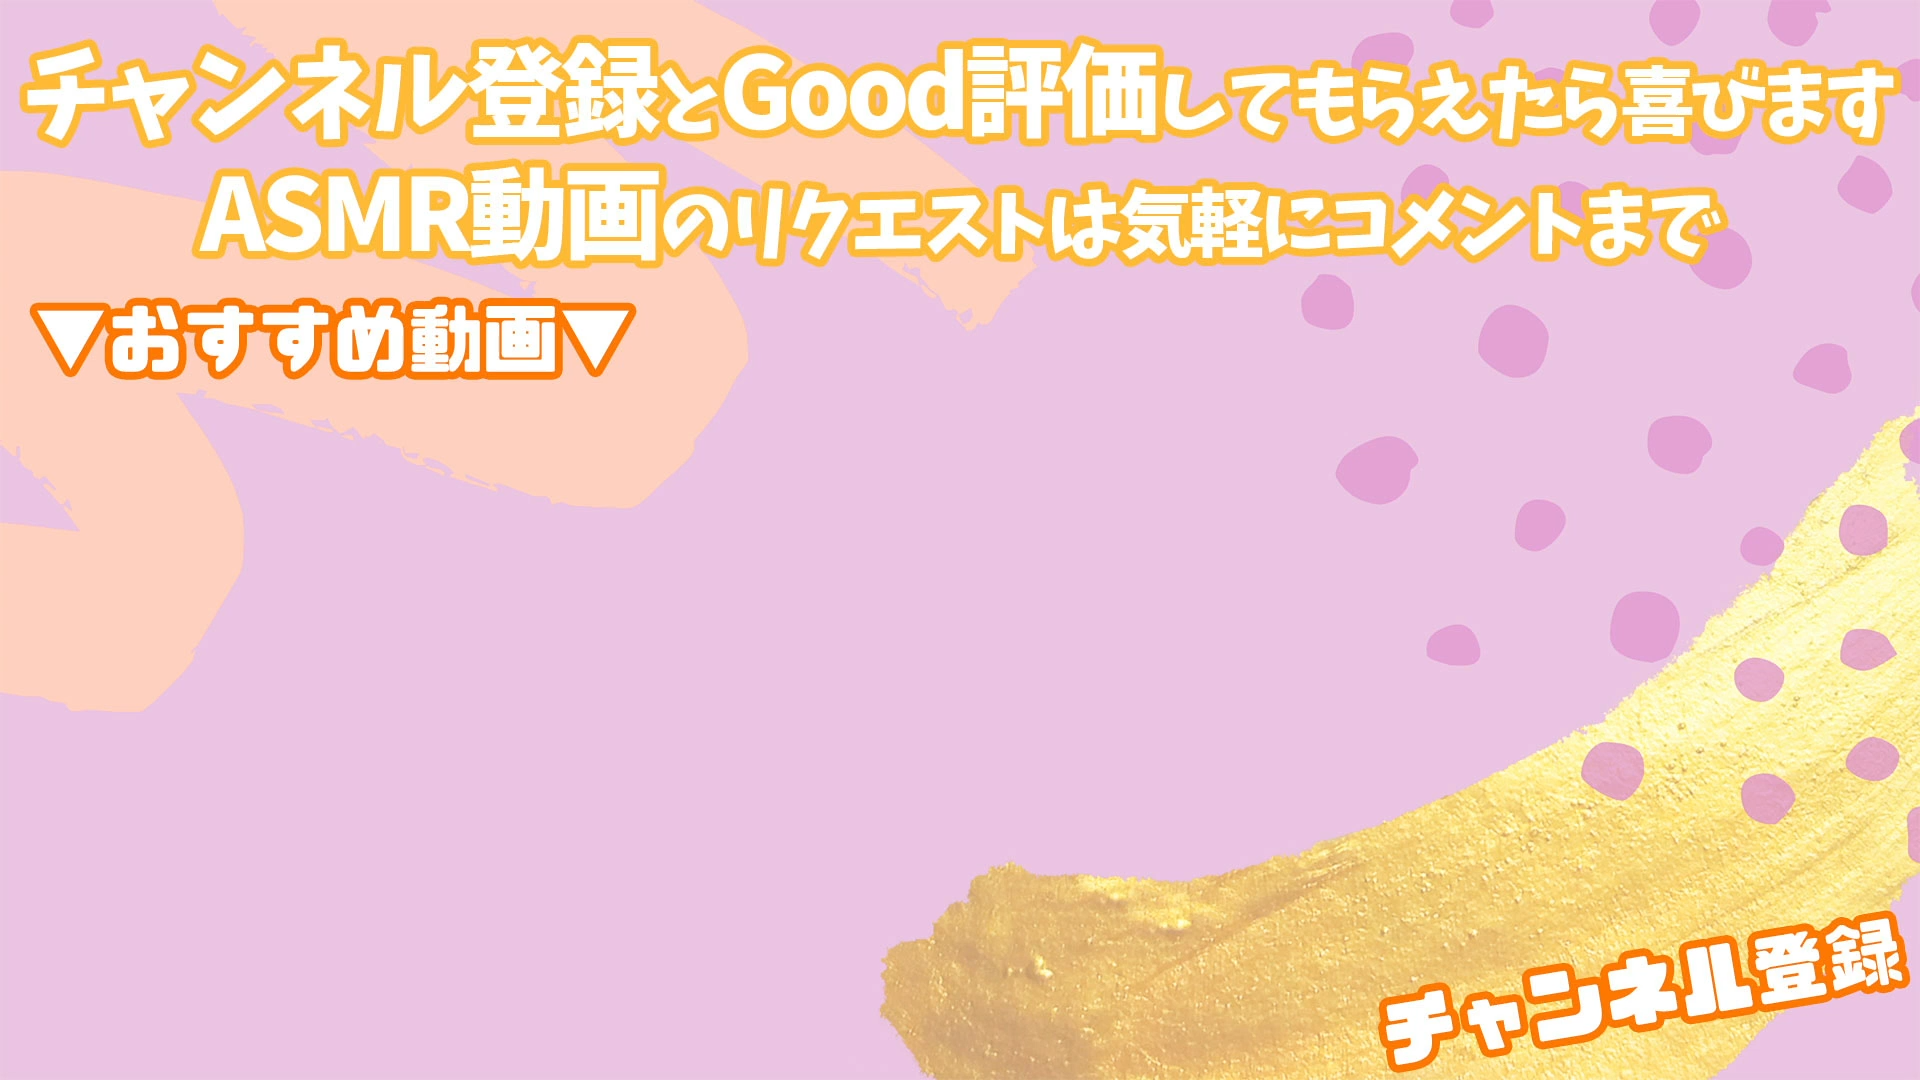 チャンネル登録とGood評価してもらえたら喜びます
ASMR動画のリクエストは気軽にコメントまで
▼おすすめ動画▼
チャンネル登録